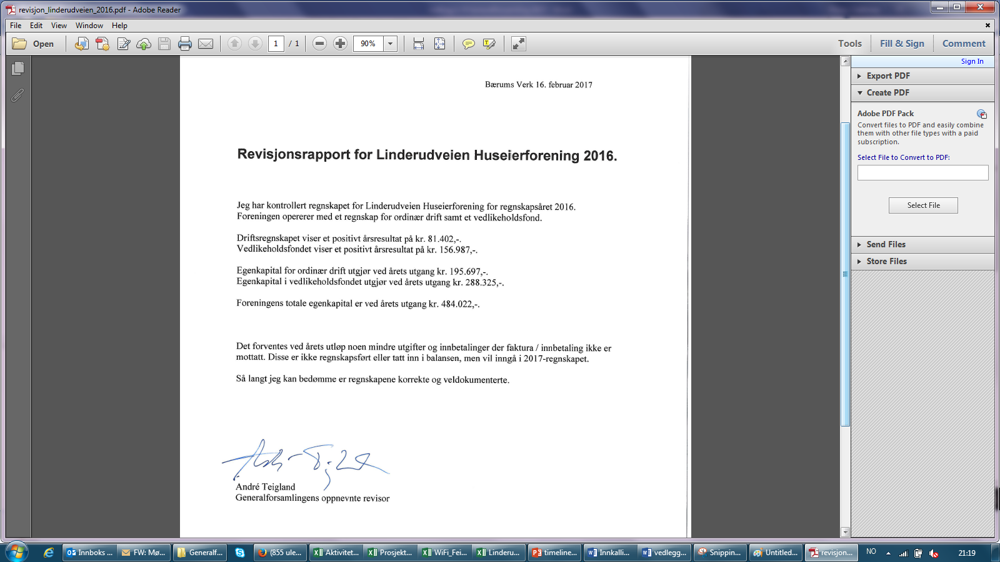 revisjon_linderudveien_2016.pdf - Adobe Reader
File Edit View Window Help
Open 1 / 1 90% Tools Fill & Sign Comment
Sign In
Export PDF
Create PDF
Adobe PDF Pack
Convert files to PDF and easily combine
them with other file types with a paid
subscription.
Select File to Convert to PDF:
Select File
Send Files
Store Files
Bærums Verk 16. februar 2017
Revisjonsrapport for Linderudveien Huseierforening 2016.
Jeg har kontrollert regnskapet for Linderudveien Huseierforening for regnskapsåret 2016.
Foreningen opererer med et regnskap for ordinær drift samt et vedlikeholdsfond.
Driftsregnskapet viser et positivt årsresultat på kr. 81.402,-.
Vedlikeholdsfondet viser et positivt årsresultat på kr. 156.987,-.
Egenkapital for ordinær drift utgjør ved årets utgang kr. 195.697,-.
Egenkapital i vedlikeholdsfondet utgjør ved årets utgang kr. 288.325,-.
Foreningens totale egenkapital er ved årets utgang kr. 484.022,-.
Det forventes ved årets utløp noen mindre utgifter og innbetalinger der faktura / innbetaling ikke er
mottatt. Disse er ikke regnskapsført eller tatt inn i balansen, men vil inngå i 2017-regnskapet.
Så langt jeg kan bedømme er regnskapene korrekte og veldokumenterte.
André Teigland
Generalforsamlingens oppnevnte revisor
Innboks ... FW: Mø... Generalf... (855 ule... Aktivitet... Prosjekt... WiFi_Fei... Linderu... timeline... Innkalli... vedlegg... Snippin... Untitled... revisjon... NO 21:19